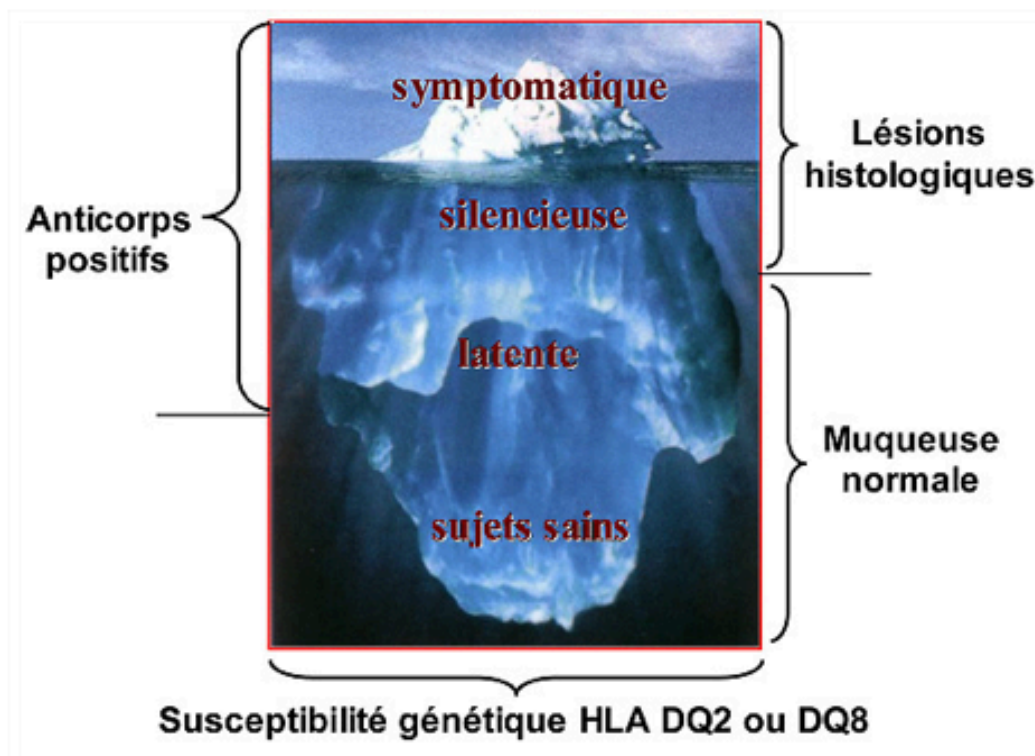 symptomatique
Lésions
histologiques
Anticorps
positifs
silencieuse
latente
Muqueuse
normale
sujets sains
Susceptibilité génétique HLA DQ2 ou DQ8